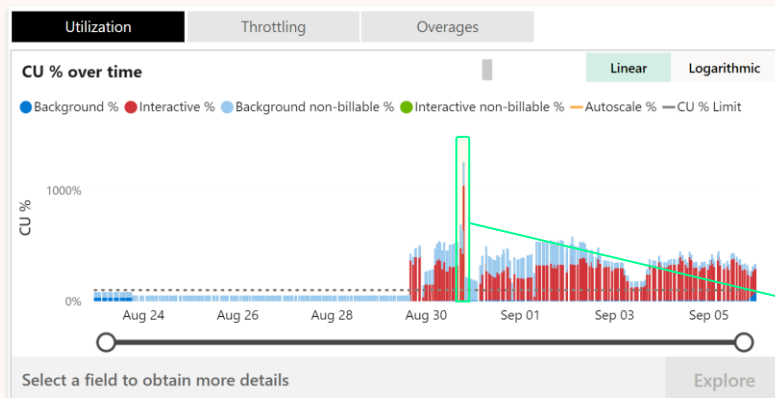 Utilization Throttling Overages
CU % over time Linear Logarithmic
Background % Interactive % Background non-billable % Interactive non-billable % Autoscale % CU % Limit
1000%
CU %
0%
Aug 24 Aug 26 Aug 28 Aug 30 Sep 01 Sep 03 Sep 05
Select a field to obtain more details Explore